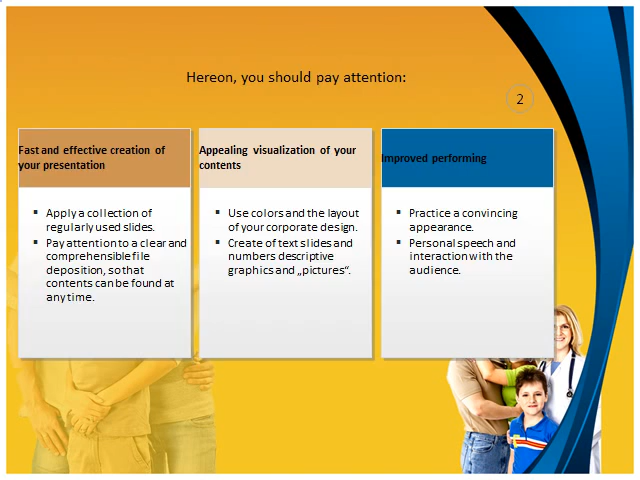 Hereon, you should pay attention:
2
Fast and effective creation of
your presentation
▪ Apply a collection of
regularly used slides.
▪ Pay attention to a clear and
comprehensible file
deposition, so that
contents can be found at
any time.
Appealing visualization of your
contents
▪ Use colors and the layout
of your corporate design.
▪ Create of text slides and
numbers descriptive
graphics and „pictures“.
Improved performing
▪ Practice a convincing
appearance.
▪ Personal speech and
interaction with the
audience.